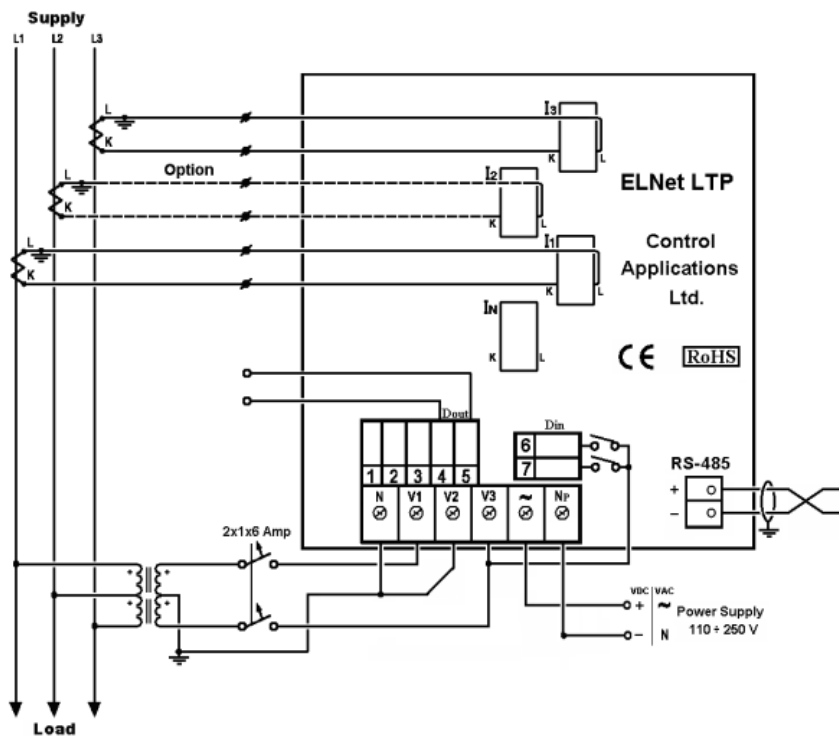 Supply
L1 L2 L3
L
K
I3
K L
Option
L
K
I2
K L
ELNet LTP
L
K
I1
K L
Control
Applications
Ltd.
IN
K L
CE RoHS
Dout
Din
1 2 3 4 5
6
7
RS-485
+
−
N V1 V2 V3 ~ NP
2x1x6 Amp
+ +
+ +
VDC VAC
+ ~
− N
Power Supply
110 ÷ 250 V
Load